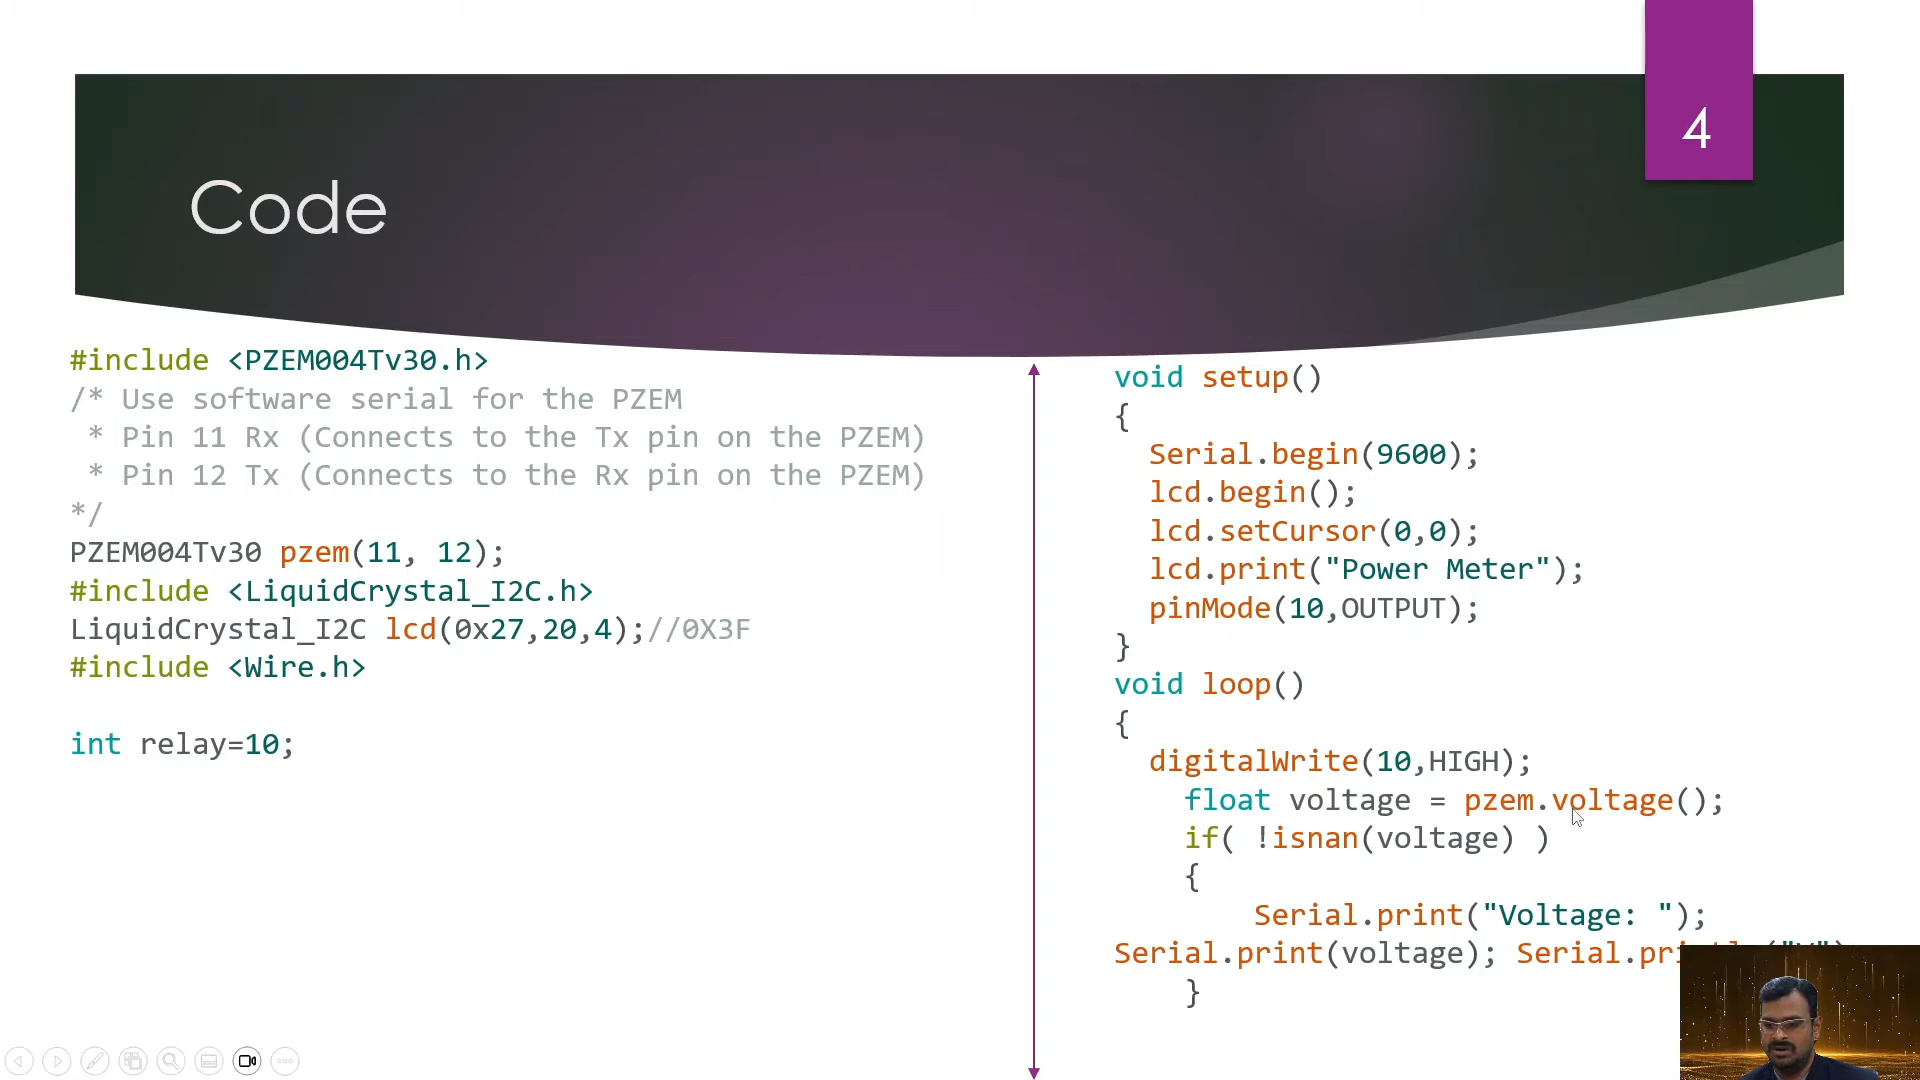 4
Code
#include <PZEM004Tv30.h>
/* Use software serial for the PZEM
* Pin 11 Rx (Connects to the Tx pin on the PZEM)
* Pin 12 Tx (Connects to the Rx pin on the PZEM)
*/
PZEM004Tv30 pzem(11, 12);
#include <LiquidCrystal_I2C.h>
LiquidCrystal_I2C lcd(0x27,20,4);//0X3F
#include <Wire.h>
int relay=10;
void setup()
{
Serial.begin(9600);
lcd.begin();
lcd.setCursor(0,0);
lcd.print("Power Meter");
pinMode(10,OUTPUT);
}
void loop()
{
digitalWrite(10,HIGH);
float voltage = pzem.voltage();
if( !isnan(voltage) )
{
Serial.print("Voltage: ");
Serial.print(voltage);
}